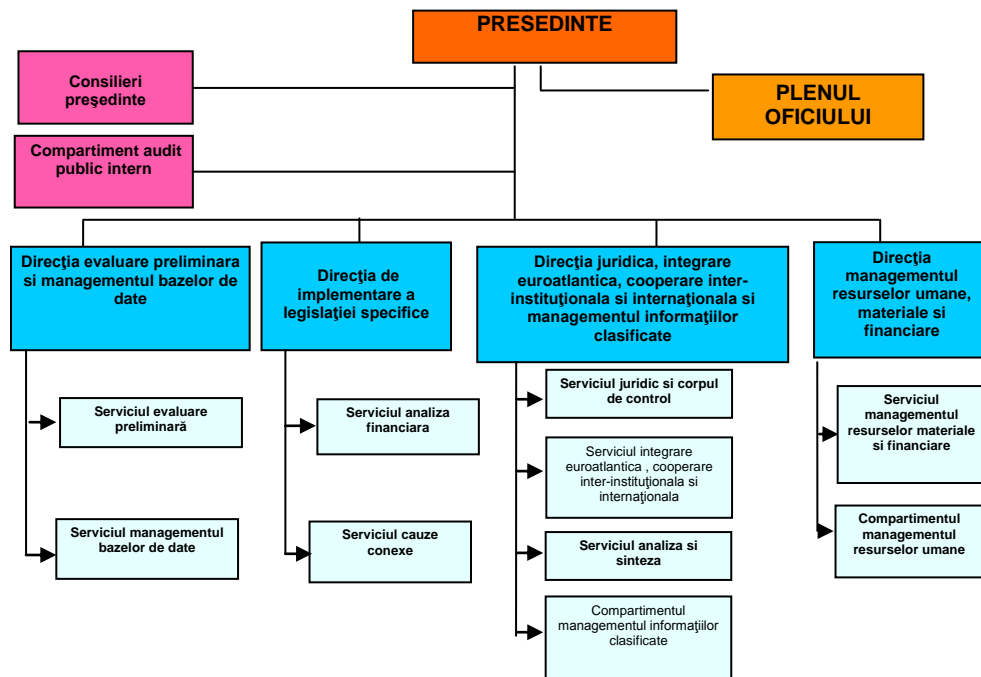 PRESEDINTE
Consilieri
preşedinte
PLENUL
OFICIULUI
Compartiment audit
public intern
Direcţia evaluare preliminara
si managementul bazelor de
date
Direcţia de
implementare a
legislaţiei specifice
Direcţia juridica, integrare
euroatlantica, cooperare inter-
instituţionala si internaţionala si
managementul informaţiilor
clasificate
Direcţia
managementul
resurselor umane,
materiale si
financiare
Serviciul evaluare
preliminară
Serviciul managementul
bazelor de date
Serviciul analiza
financiara
Serviciul cauze
conexe
Serviciul juridic si corpul
de control
Serviciul integrare
euroatlantica , cooperare
inter-instituţionala si
internaţionala
Serviciul analiza si
sinteza
Compartimentul
managementul informaţiilor
clasificate
Serviciul
managementul
resurselor materiale
si financiare
Compartimentul
managementul
resurselor umane